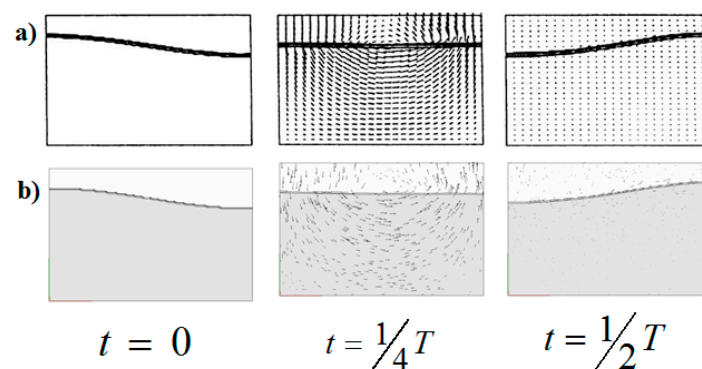 a)
b)
t = 0
t = 1/4 T
t = 1/2 T